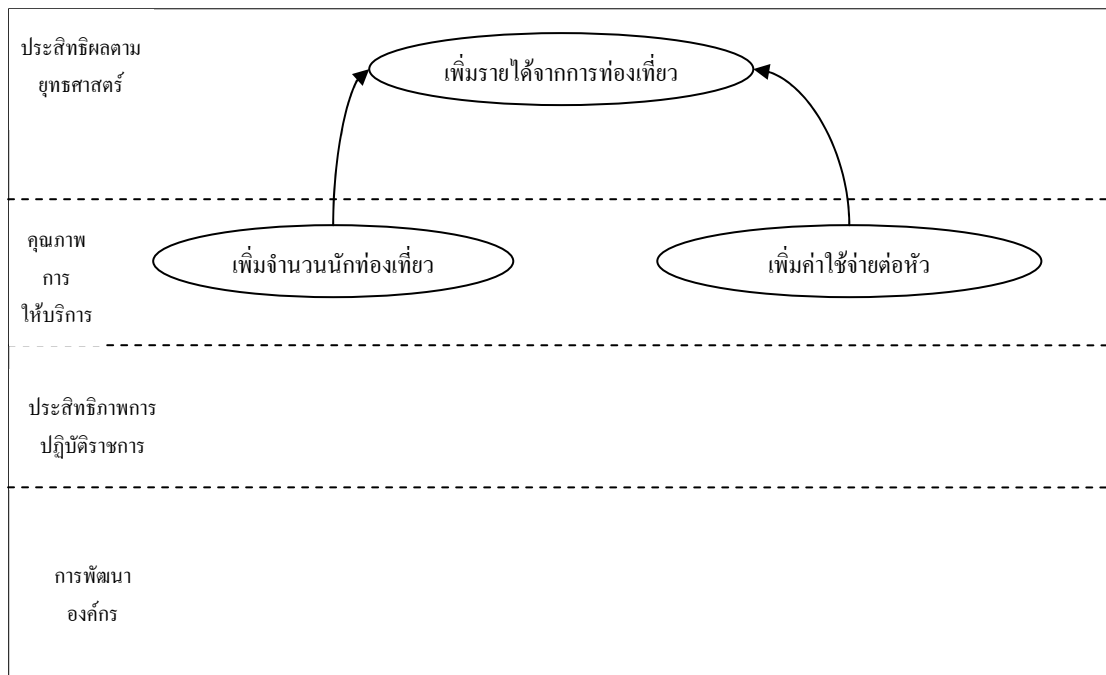 ประสิทธิผลตาม
ยุทธศาสตร์
เพิ่มรายได้จากการท่องเที่ยว
คุณภาพ
การ
ให้บริการ
เพิ่มจำนวนนักท่องเที่ยว
เพิ่มค่าใช้จ่ายต่อหัว
ประสิทธิภาพการ
ปฏิบัติราชการ
การพัฒนา
องค์กร